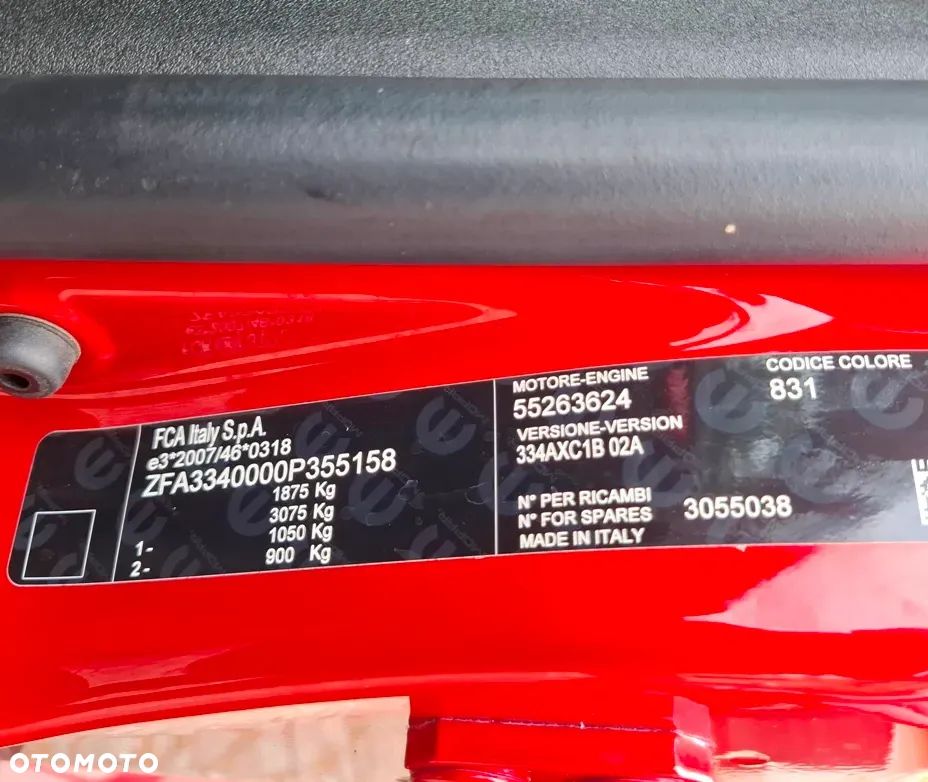 FCA Italy S.p.A.
e3*2007/46*0318
ZFA3340000P355158
1875 Kg
3075 Kg
1- 1050 Kg
2- 900 Kg
MOTORE-ENGINE
55263624
VERSIONE-VERSION
334AXC1B 02A
CODICE COLORE
831
N° PER RICAMBI
N° FOR SPARES 3055038
MADE IN ITALY
OTOMOTO